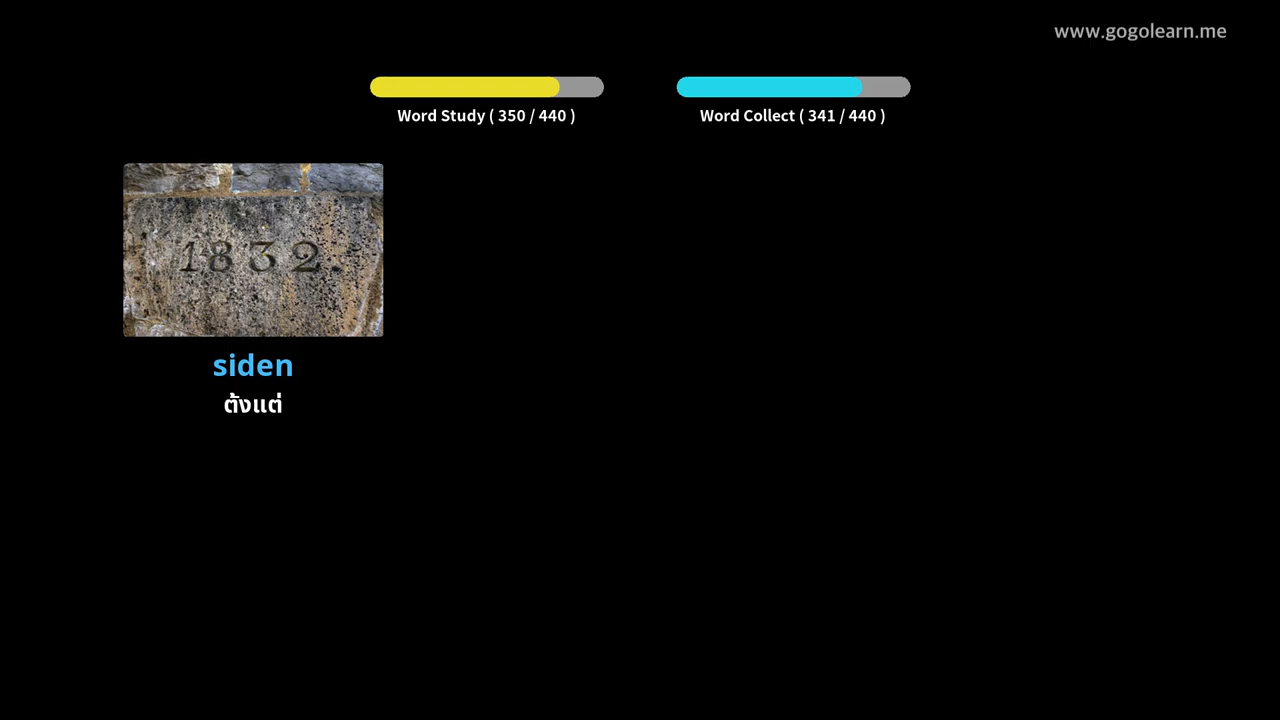 www.gogolearn.me
Word Study ( 350 / 440 )
Word Collect ( 341 / 440 )
1832.
siden
ตั้งแต่